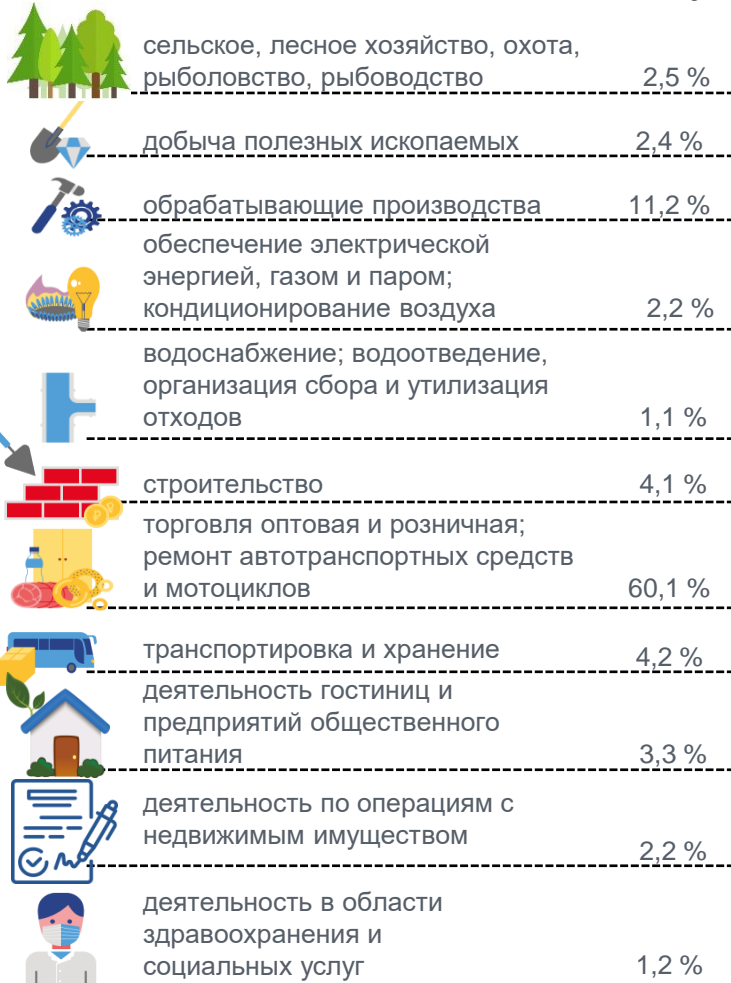 сельское, лесное хозяйство, охота,
рыболовство, рыбоводство 2,5 %
добыча полезных ископаемых 2,4 %
обрабатывающие производства 11,2 %
обеспечение электрической
энергией, газом и паром;
кондиционирование воздуха 2,2 %
водоснабжение; водоотведение,
организация сбора и утилизация
отходов 1,1 %
строительство 4,1 %
торговля оптовая и розничная;
ремонт автотранспортных средств
и мотоциклов 60,1 %
транспортировка и хранение 4,2 %
деятельность гостиниц и
предприятий общественного
питания 3,3 %
деятельность по операциям с
недвижимым имуществом 2,2 %
деятельность в области
здравоохранения и
социальных услуг 1,2 %